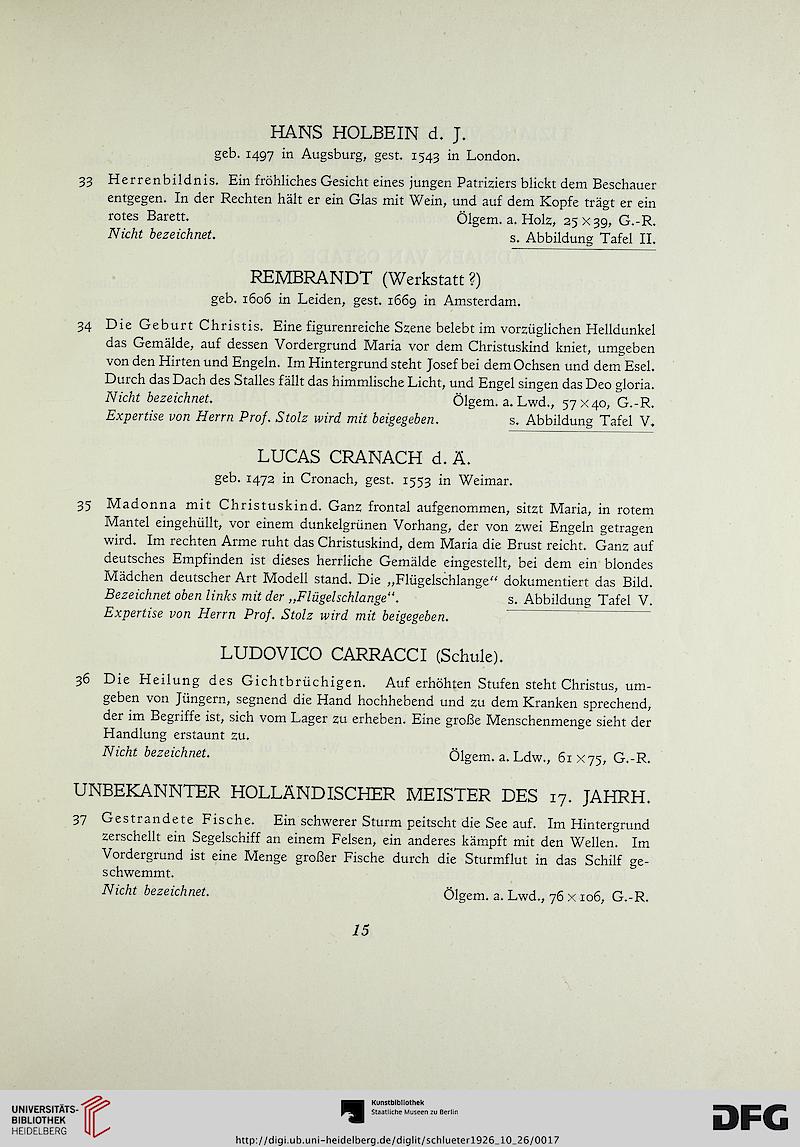 HANS HOLBEIN d. J.
geb. 1497 in Augsburg, gest. 1543 in London.
33 Herrenbildnis. Ein fröhliches Gesicht eines jungen Patriziers blickt dem Beschauer
entgegen. In der Rechten hält er ein Glas mit Wein, und auf dem Kopfe trägt er ein
rotes Barett. Ölgem. a. Holz, 25×39, G.-R.
Nicht bezeichnet. s. Abbildung Tafel II.
REMBRANDT (Werkstatt?)
geb. 1606 in Leiden, gest. 1669 in Amsterdam.
34 Die Geburt Christis. Eine figurenreiche Szene belebt im vorzüglichen Helldunkel
das Gemälde, auf dessen Vordergrund Maria vor dem Christuskind kniet, umgeben
von den Hirten und Engeln. Im Hintergrund steht Josef bei dem Ochsen und dem Esel.
Durch das Dach des Stalles fällt das himmlische Licht, und Engel singen das Deo gloria.
Nicht bezeichnet. Ölgem. a. Lwd., 57×40, G.-R.
Expertise von Herrn Prof. Stolz wird mit beigegeben. s. Abbildung Tafel V.
LUCAS CRANACH d. Ä.
geb. 1472 in Cronach, gest. 1553 in Weimar.
35 Madonna mit Christuskind. Ganz frontal aufgenommen, sitzt Maria, in rotem
Mantel eingehüllt, vor einem dunkelgrünen Vorhang, der von zwei Engeln getragen
wird. Im rechten Arme ruht das Christuskind, dem Maria die Brust reicht. Ganz auf
deutsches Empfinden ist dieses herrliche Gemälde eingestellt, bei dem ein blondes
Mädchen deutscher Art Modell stand. Die „Flügelschlange“ dokumentiert das Bild.
Bezeichnet oben links mit der „Flügelschlange“. s. Abbildung Tafel V.
Expertise von Herrn Prof. Stolz wird mit beigegeben.
LUDOVICO CARRACCI (Schule).
36 Die Heilung des Gichtbrüchigen. Auf erhöhten Stufen steht Christus, um-
geben von Jüngern, segnend die Hand hochhebend und zu dem Kranken sprechend,
der im Begriffe ist, sich vom Lager zu erheben. Eine große Menschenmenge sieht der
Handlung erstaunt zu.
Nicht bezeichnet. Ölgem. a. Ldw., 61×75, G.-R.
UNBEKANNTER HOLLÄNDISCHER MEISTER DES 17. JAHRH.
37 Gestrandete Fische. Ein schwerer Sturm peitscht die See auf. Im Hintergrund
zerschellt ein Segelschiff an einem Felsen, ein anderes kämpft mit den Wellen. Im
Vordergrund ist eine Menge großer Fische durch die Sturmflut in das Schilf ge-
schwemmt.
Nicht bezeichnet. Ölgem. a. Lwd., 76×106, G.-R.
15
UNIVERSITÄTS-
BIBLIOTHEK
HEIDELBERG
Kunstbibliothek
Staatliche Museen zu Berlin
DFG
http://digi.ub.uni-heidelberg.de/diglit/schlueter1926_10_26/0017